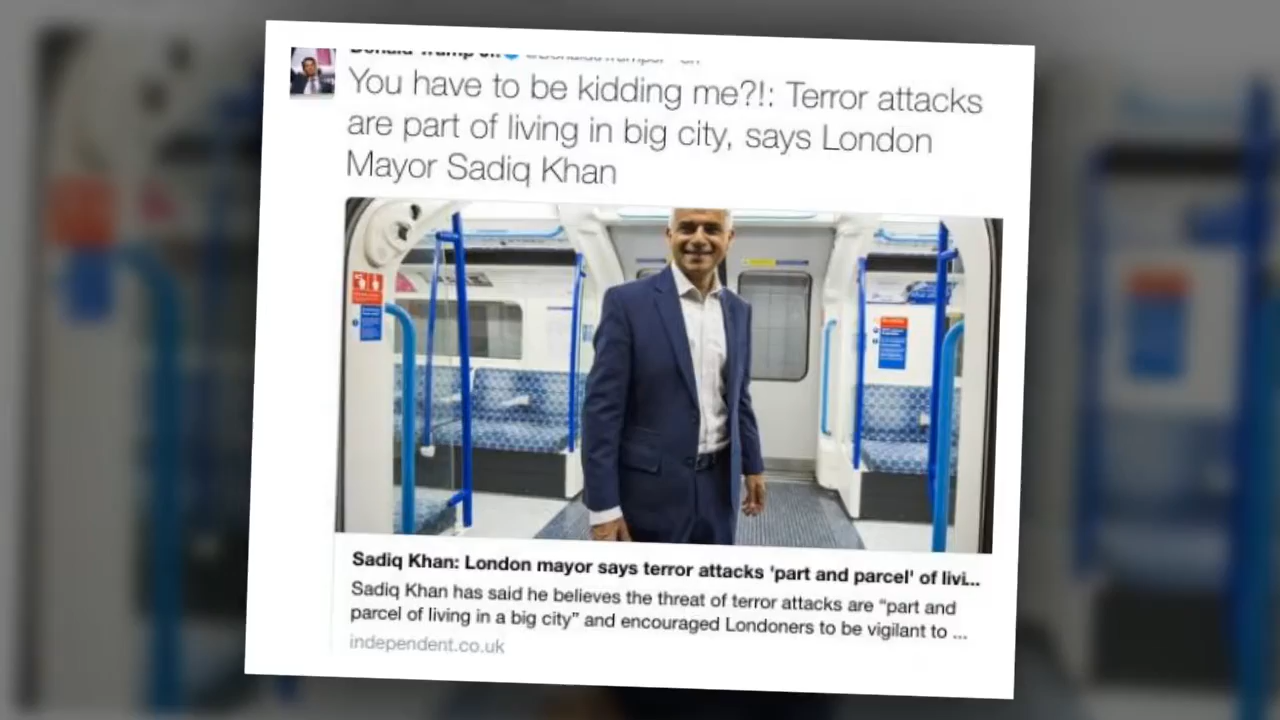 You have to be kidding me?!: Terror attacks
are part of living in big city, says London
Mayor Sadiq Khan
Sadiq Khan: London mayor says terror attacks 'part and parcel' of livi...
Sadiq Khan has said he believes the threat of terror attacks are “part and
parcel of living in a big city” and encouraged Londoners to be vigilant to ...
independent.co.uk